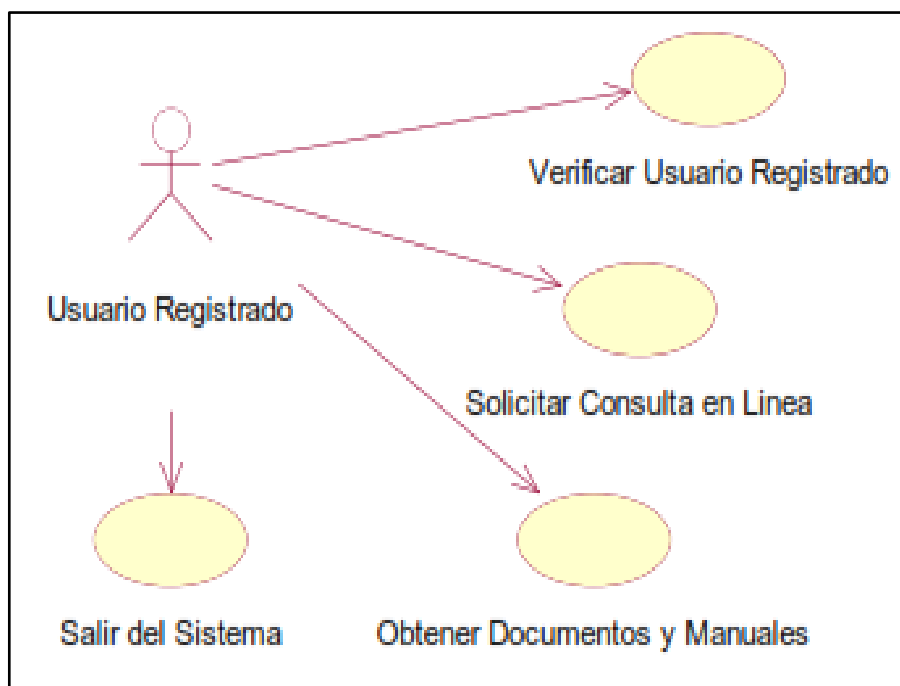 Verificar Usuario Registrado
Usuario Registrado
Solicitar Consulta en Linea
Salir del Sistema
Obtener Documentos y Manuales